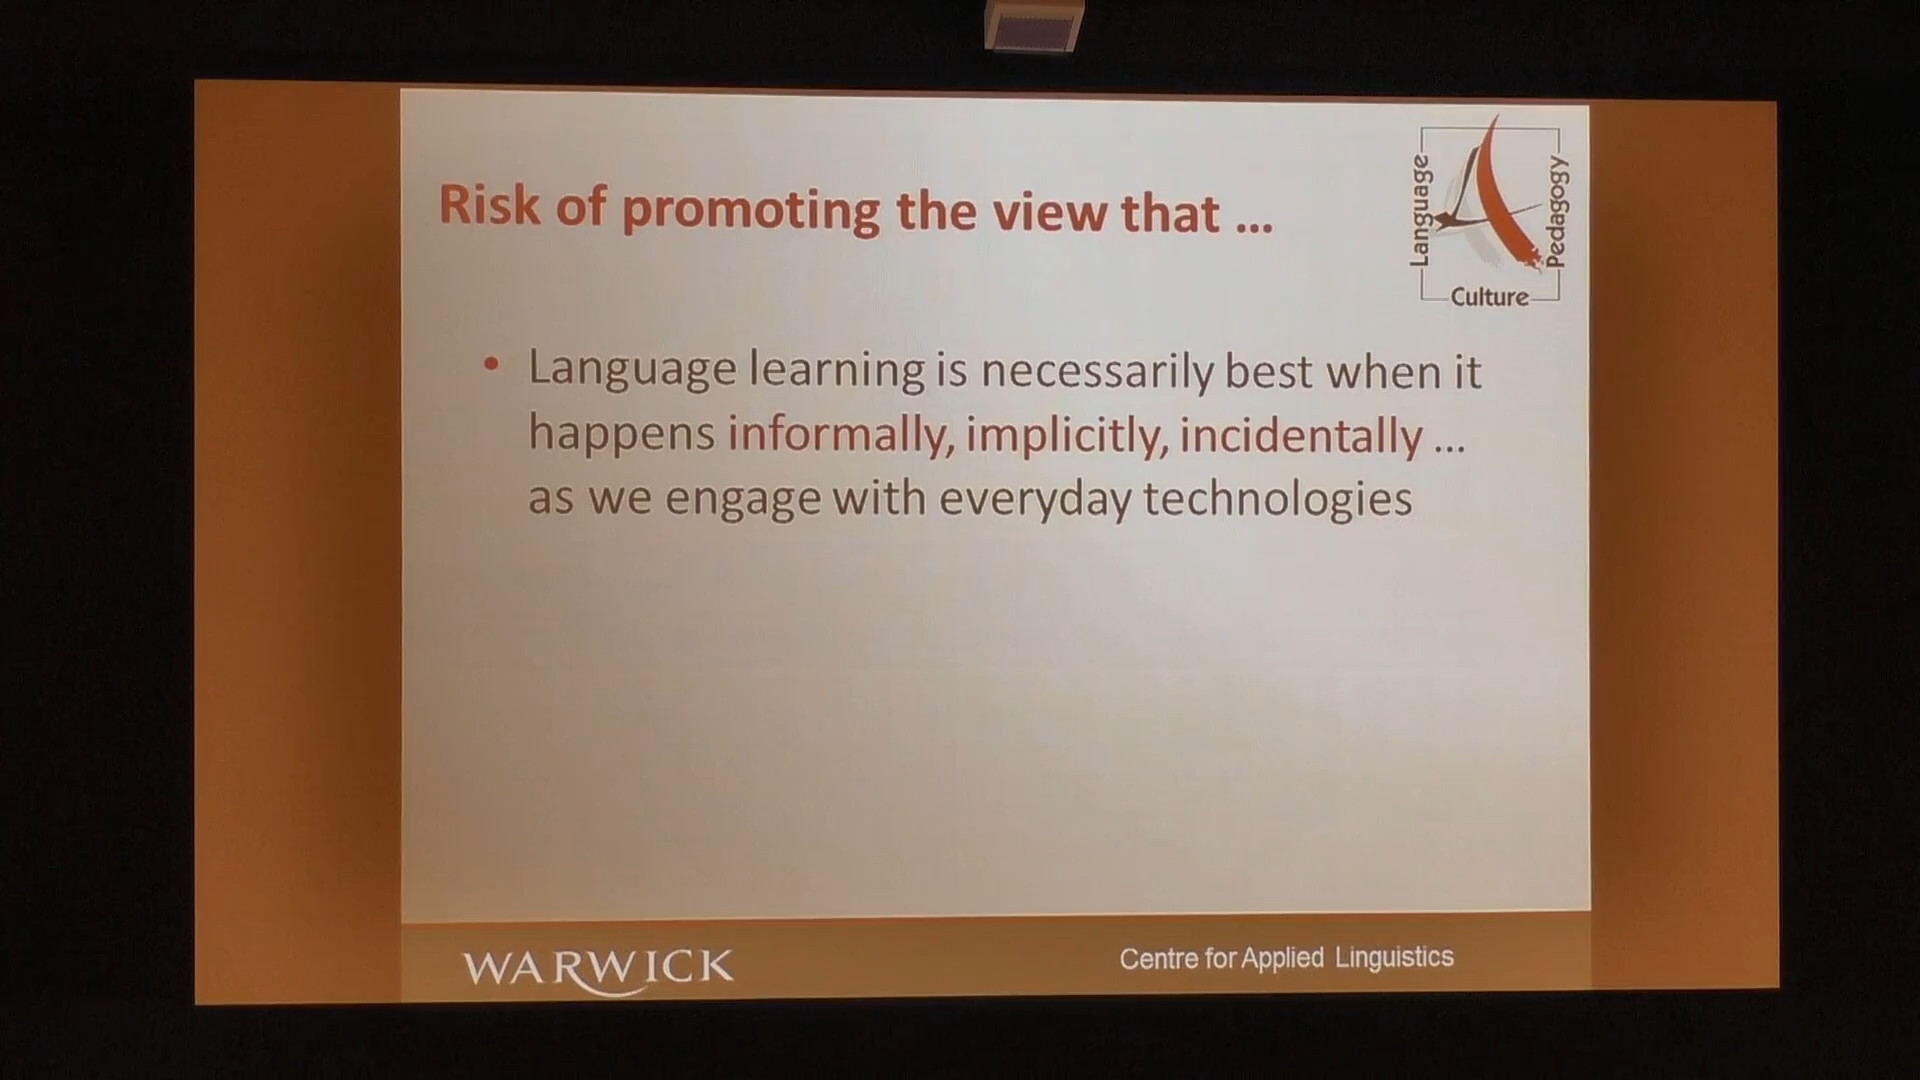 Risk of promoting the view that ...
Language
Pedagogy
Culture
• Language learning is necessarily best when it
happens informally, implicitly, incidentally ...
as we engage with everyday technologies
WARWICK
Centre for Applied Linguistics